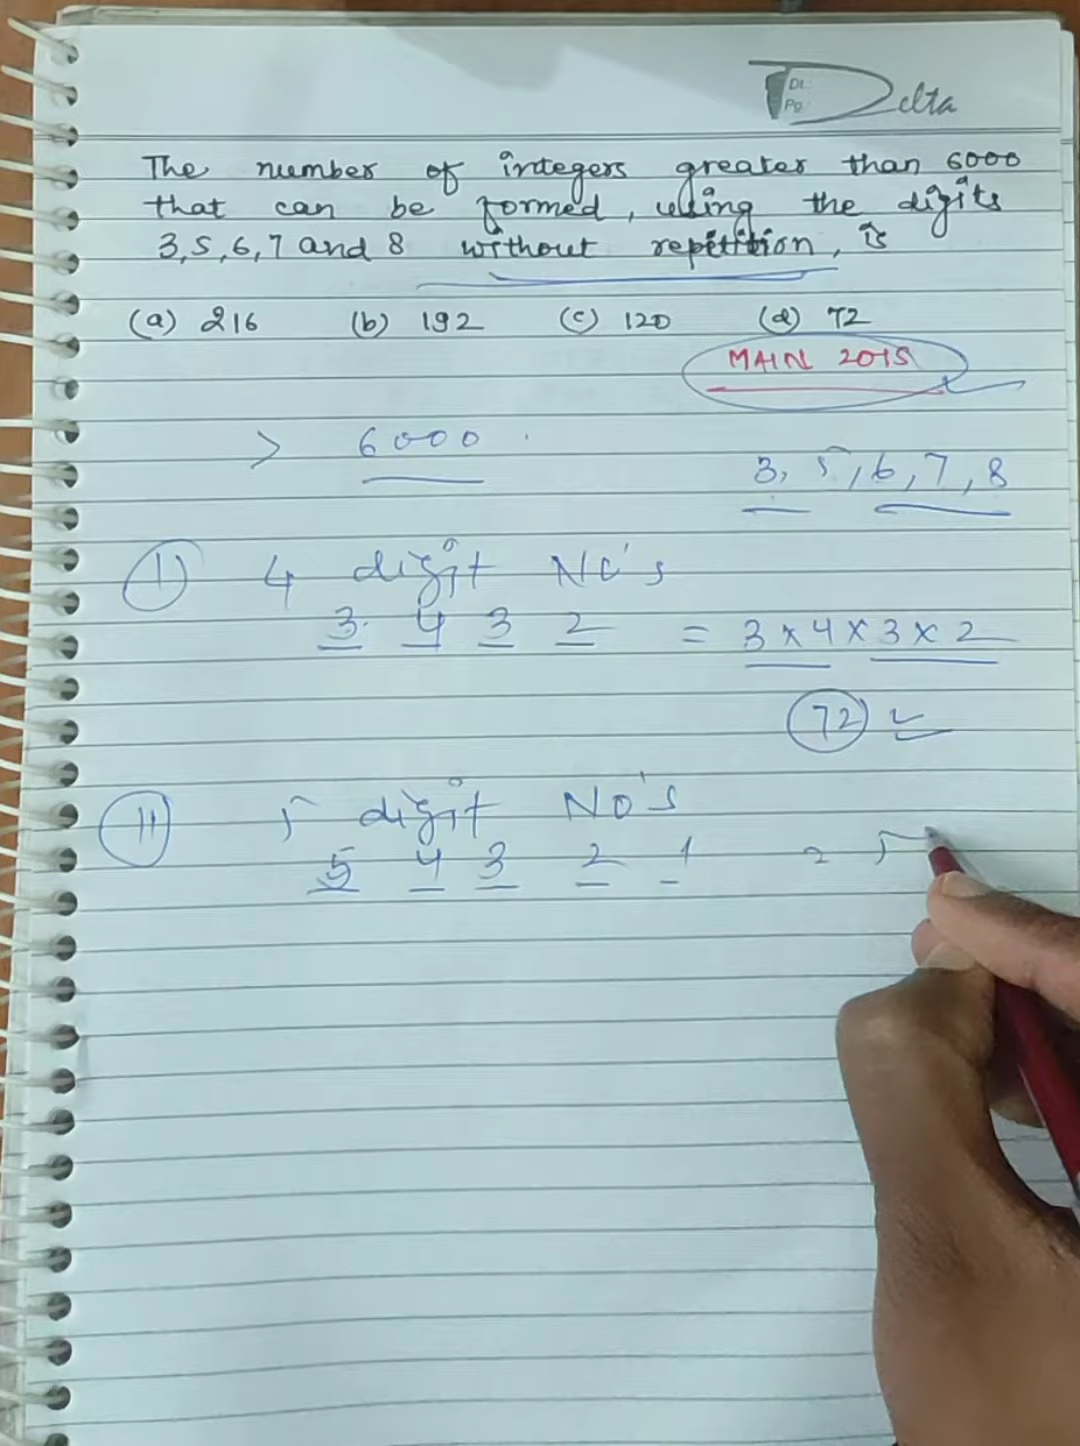 Dt.:
Pg.:
Delta
The number of integers greater than 6000
that can be formed, using the digits
3,5,6,7 and 8 without repitition, is
(a) 216 (b) 192 (c) 120 (d) 72
MAIN 2015
> 6000
3, 5, 6, 7, 8
(I) 4 digit No's
3 4 3 2 = 3 × 4 × 3 × 2
72
(II) 5 digit No's
5 4 3 2 1 = 5